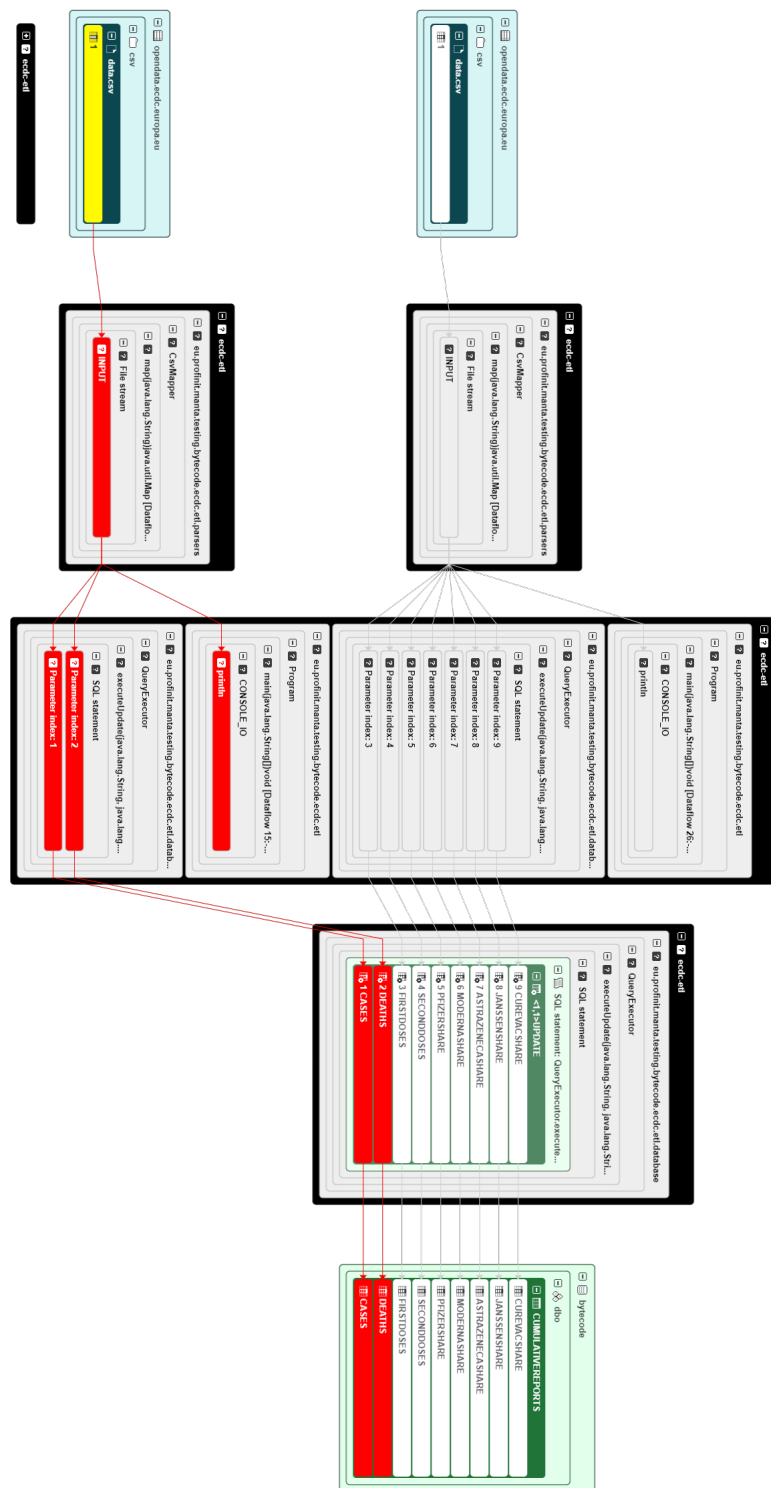 opendata.ecdc.europa.eu
csv
data.csv
1
opendata.ecdc.europa.eu
csv
data.csv
1
ecdc-etl
ecdc-etl
eu.profinit.manta.testing.bytecode.ecdc.etl.parsers
CsvMapper
map(java.lang.String)java.util.Map [Dataflo...
File stream
INPUT
ecdc-etl
eu.profinit.manta.testing.bytecode.ecdc.etl.parsers
CsvMapper
map(java.lang.String)java.util.Map [Dataflo...
File stream
INPUT
ecdc-etl
eu.profinit.manta.testing.bytecode.ecdc.etl
Program
main(java.lang.String[])void [Dataflow 26:-...
CONSOLE_IO
println
eu.profinit.manta.testing.bytecode.ecdc.etl.datab...
QueryExecutor
executeUpdate(java.lang.String, java.lang....
SQL statement
Parameter index: 9
Parameter index: 8
Parameter index: 7
Parameter index: 6
Parameter index: 5
Parameter index: 4
Parameter index: 3
eu.profinit.manta.testing.bytecode.ecdc.etl
Program
main(java.lang.String[])void [Dataflow 15:-...
CONSOLE_IO
println
eu.profinit.manta.testing.bytecode.ecdc.etl.datab...
QueryExecutor
executeUpdate(java.lang.String, java.lang....
SQL statement
Parameter index: 2
Parameter index: 1
ecdc-etl
eu.profinit.manta.testing.bytecode.ecdc.etl.database
QueryExecutor
executeUpdate(java.lang.String, java.lang.Stri...
SQL statement
SQL statement: QueryExecutor.execute...
<1,1>UPDATE
9 CUREVACSHARE
8 JANSSENSHARE
7 ASTRAZENECASHARE
6 MODERNASHARE
5 PFIZERSHARE
4 SECONDDOSES
3 FIRSTDOSES
2 DEATHS
1 CASES
bytecode
dbo
CUMULATIVEREPORTS
CUREVACSHARE
JANSSENSHARE
ASTRAZENECASHARE
MODERNASHARE
PFIZERSHARE
SECONDDOSES
FIRSTDOSES
DEATHS
CASES